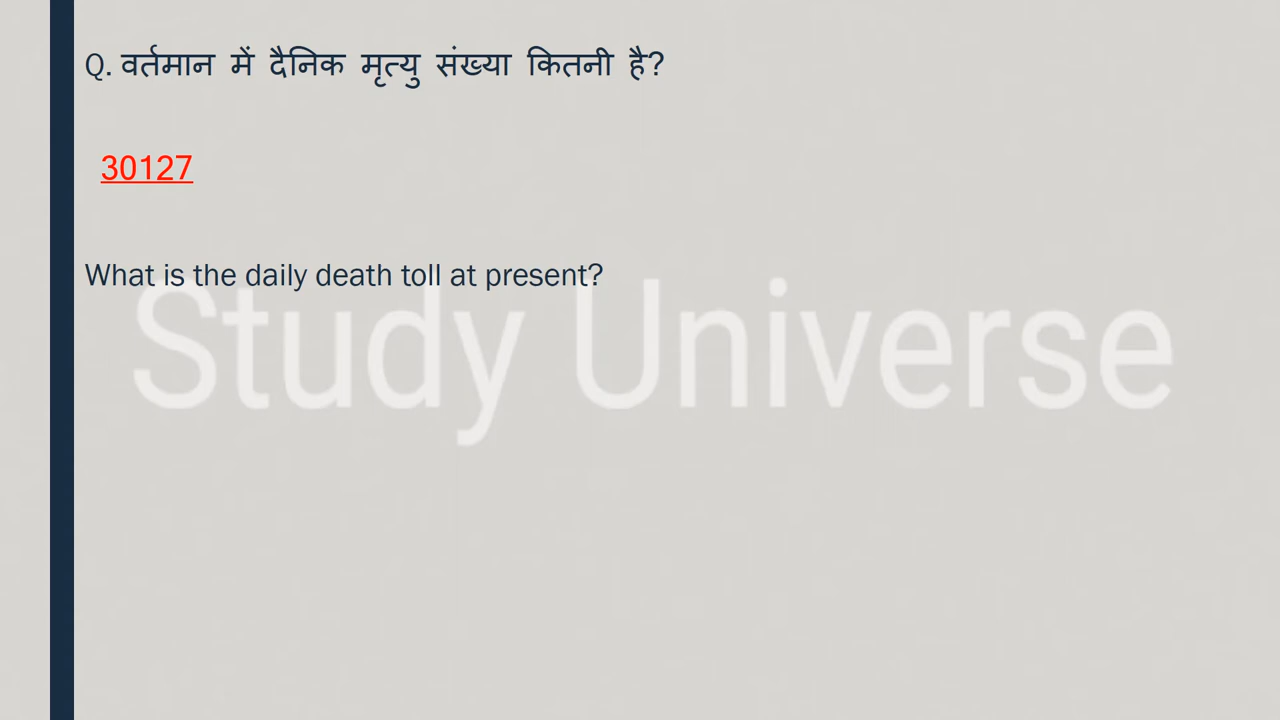 Q. वर्तमान में दैनिक मृत्यु संख्या कितनी है?
30127
What is the daily death toll at present?
Study Universe